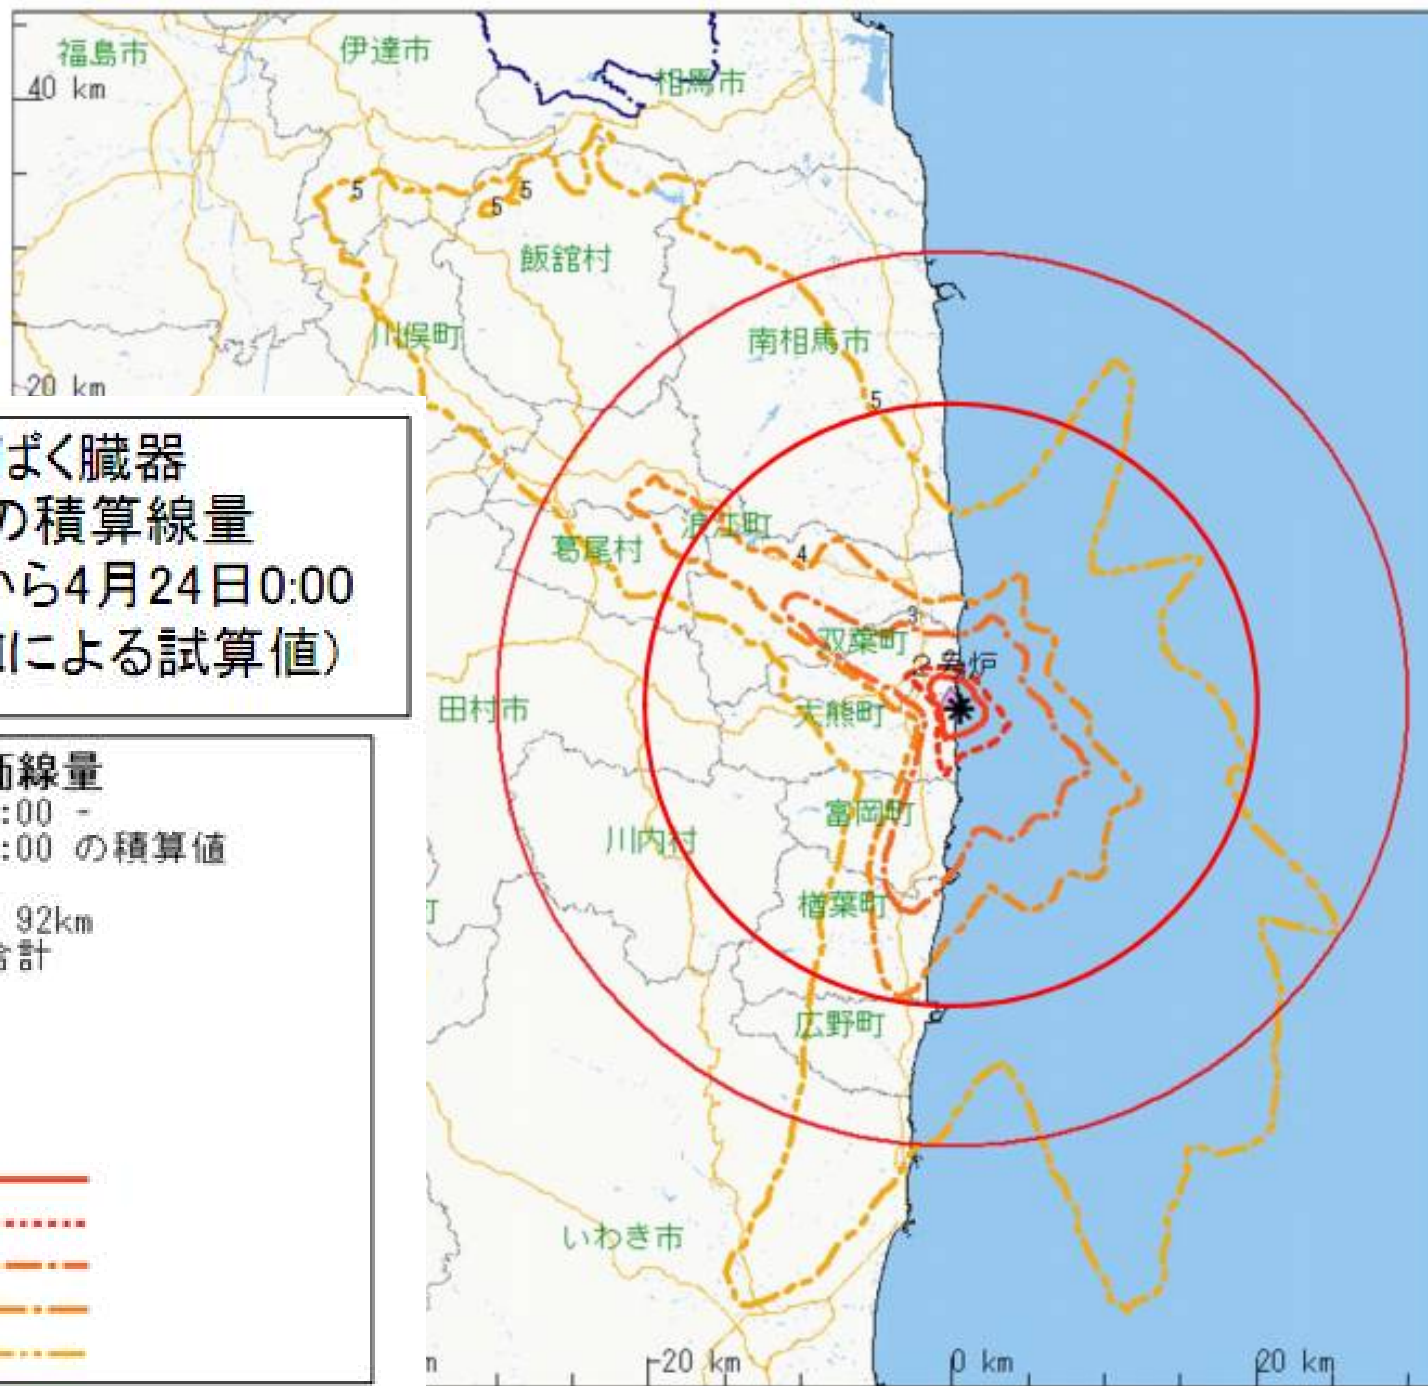 福島市
伊達市
相馬市
40 km
5
5
5
飯舘村
川俣町
南相馬市
20 km
5
ばく臓器
の積算線量
から4月24日0:00
による試算値）
浪江町
葛尾村
4
3
双葉町
2号炉
田村市
大熊町
価線量
:00 -
:00 の積算値
富岡町
川内村
92km
合計
楢葉町
町
広野町
いわき市
m
-20 km
0 km
20 km